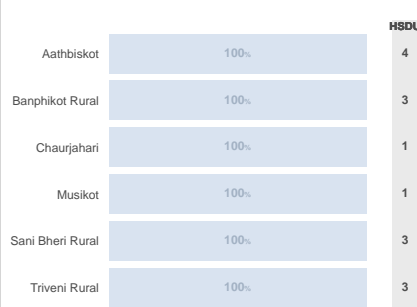 HSDU
Aathbiskot 100% 4
Banphikot Rural 100% 3
Chaurjahari 100% 1
Musikot 100% 1
Sani Bheri Rural 100% 3
Triveni Rural 100% 3